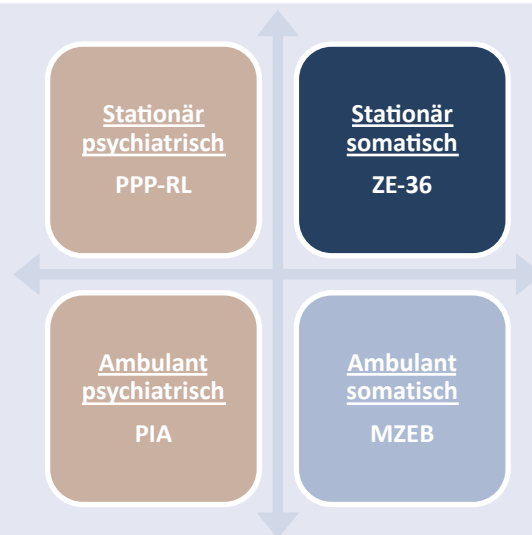 Stationär
psychiatrisch
PPP-RL
Stationär
somatisch
ZE-36
Ambulant
psychiatrisch
PIA
Ambulant
somatisch
MZEB